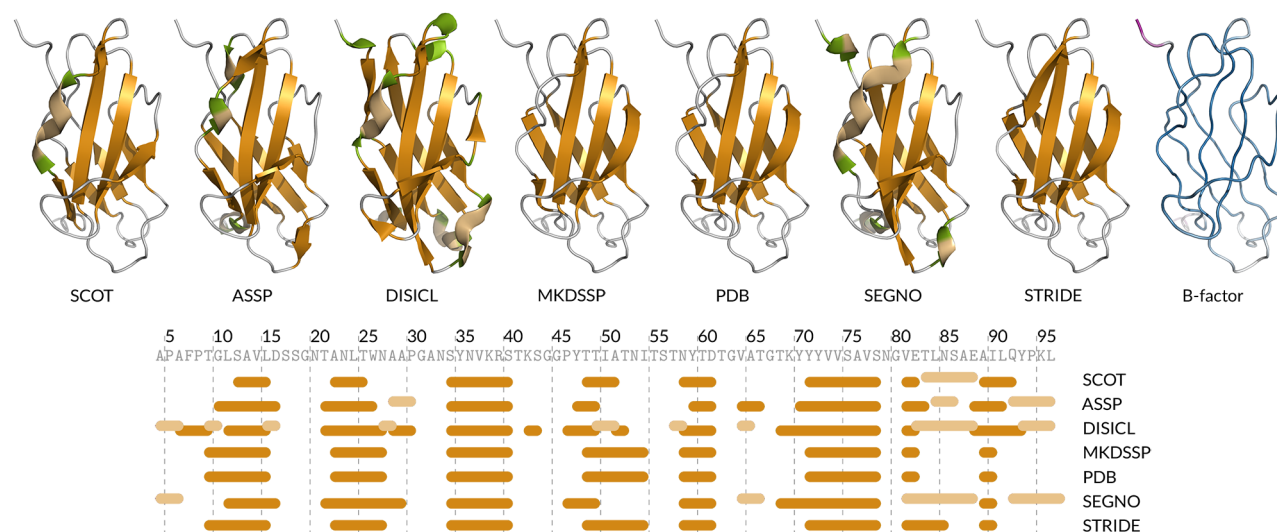 SCOT ASSP DISICL MKDSSP PDB SEGNO STRIDE B-factor
5 10 15 20 25 30 35 40 45 50 55 60 65 70 75 80 85 90 95
APAFPTGLSAVLDSSGNTANLTWNAAPGANSYNVKRSTKSGGPYTTIATNITSTNYTDTGVATGTKYYYVVSAVSNGVETLNSAEAILQYPKL
SCOT
ASSP
DISICL
MKDSSP
PDB
SEGNO
STRIDE